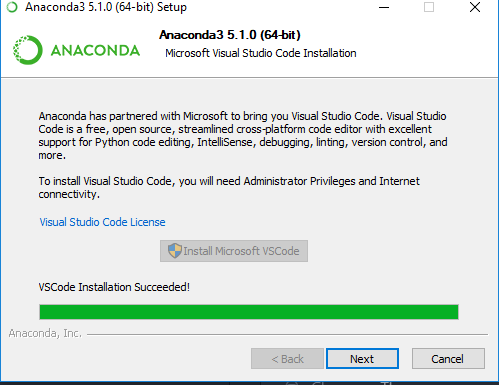 Anaconda3 5.1.0 (64-bit) Setup
ANACONDA
Anaconda3 5.1.0 (64-bit)
Microsoft Visual Studio Code Installation
Anaconda has partnered with Microsoft to bring you Visual Studio Code. Visual Studio
Code is a free, open source, streamlined cross-platform code editor with excellent
support for Python code editing, IntelliSense, debugging, linting, version control, and
more.
To install Visual Studio Code, you will need Administrator Privileges and Internet
connectivity.
Visual Studio Code License
Install Microsoft VSCode
VSCode Installation Succeeded!
Anaconda, Inc.
< Back
Next
Cancel